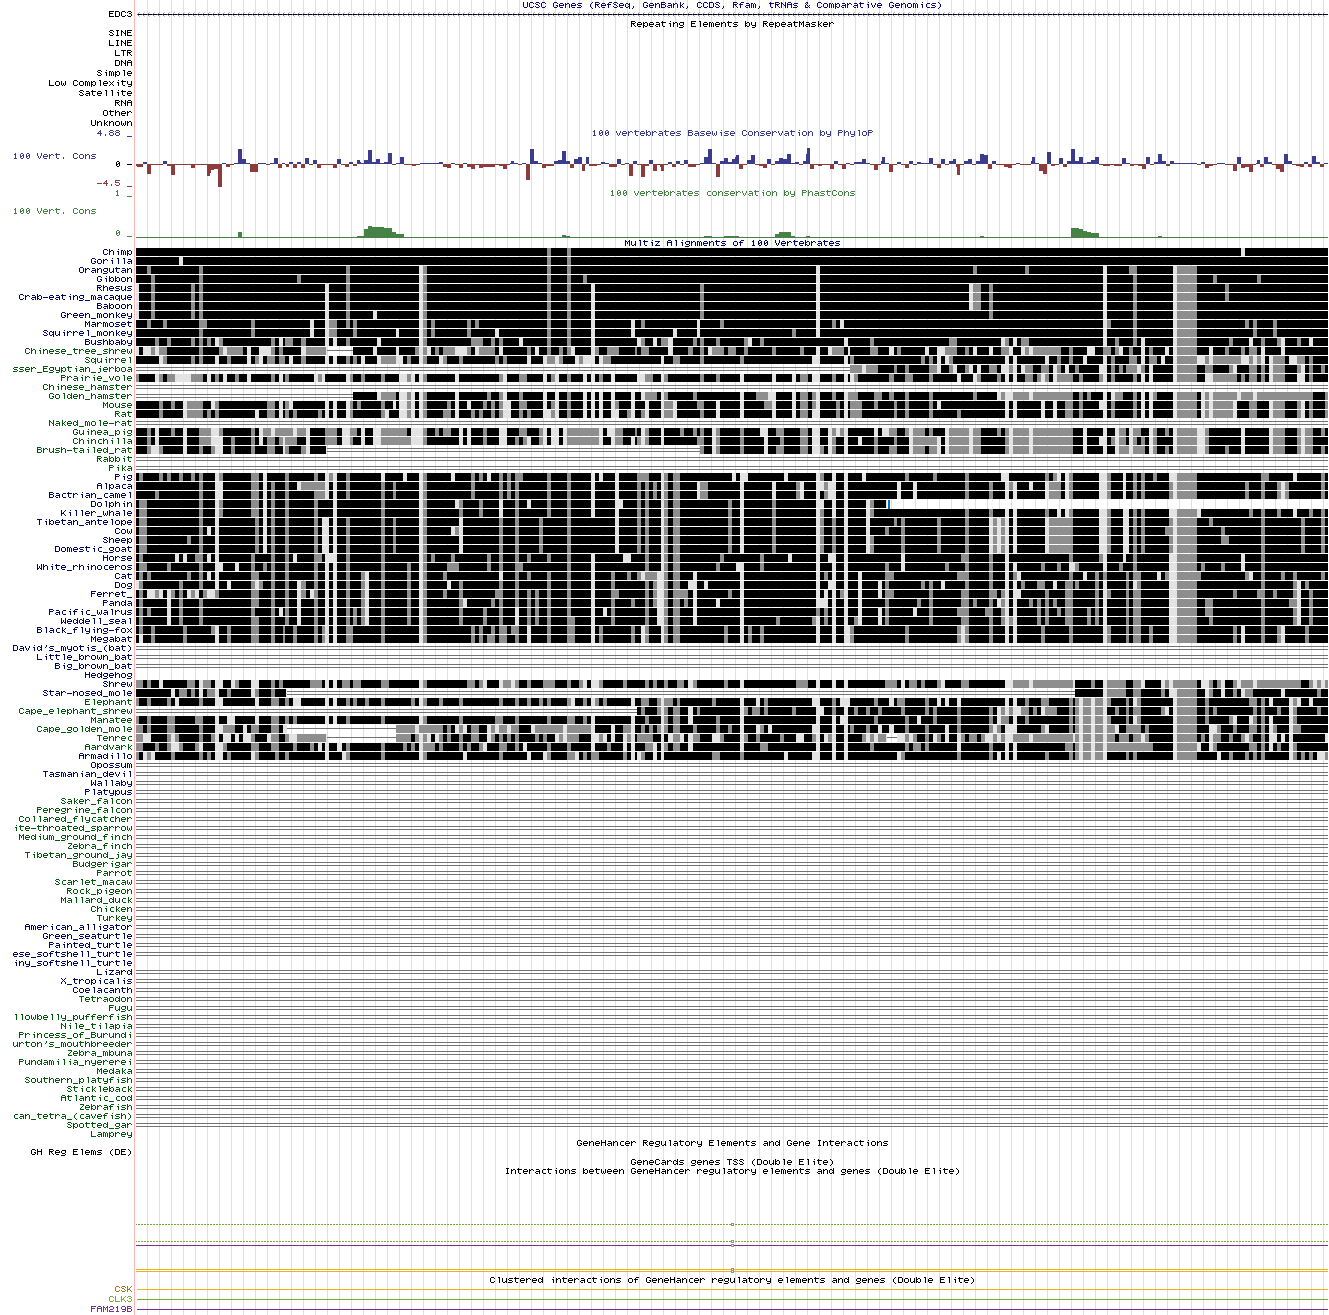 UCSC Genes (RefSeq, GenBank, CCDS, Rfam, tRNAs & Comparative Genomics)
EDC3
Repeating Elements by RepeatMasker
SINE
LINE
LTR
DNA
Simple
Low Complexity
Satellite
RNA
Other
Unknown
4.88 _
100 vertebrates Basewise Conservation by PhyloP
100 Vert. Cons
0 _
-4.5 _
1 _
100 vertebrates conservation by PhastCons
100 Vert. Cons
0 _
Multiz Alignments of 100 Vertebrates
Chimp
Gorilla
Orangutan
Gibbon
Rhesus
Crab-eating_macaque
Baboon
Green_monkey
Marmoset
Squirrel_monkey
Bushbaby
Chinese_tree_shrew
Squirrel
sser_Egyptian_jerboa
Prairie_vole
Chinese_hamster
Golden_hamster
Mouse
Rat
Naked_mole-rat
Guinea_pig
Chinchilla
Brush-tailed_rat
Rabbit
Pika
Pig
Alpaca
Bactrian_camel
Dolphin
Killer_whale
Tibetan_antelope
Cow
Sheep
Domestic_goat
Horse
White_rhinoceros
Cat
Dog
Ferret_
Panda
Pacific_walrus
Weddell_seal
Black_flying-fox
Megabat
David's_myotis_(bat)
Little_brown_bat
Big_brown_bat
Hedgehog
Shrew
Star-nosed_mole
Elephant
Cape_elephant_shrew
Manatee
Cape_golden_mole
Tenrec
Aardvark
Armadillo
Opossum
Tasmanian_devil
Wallaby
Platypus
Saker_falcon
Peregrine_falcon
Collared_flycatcher
ite-throated_sparrow
Medium_ground_finch
Zebra_finch
Tibetan_ground_jay
Budgerigar
Parrot
Scarlet_macaw
Rock_pigeon
Mallard_duck
Chicken
Turkey
American_alligator
Green_seaturtle
Painted_turtle
ese_softshell_turtle
iny_softshell_turtle
Lizard
X_tropicalis
Coelacanth
Tetraodon
Fugu
llowbelly_pufferfish
Nile_tilapia
Princess_of_Burundi
urton's_mouthbreeder
Zebra_mbuna
Pundamilia_nyererei
Medaka
Southern_platyfish
Stickleback
Atlantic_cod
Zebrafish
can_tetra_(cavefish)
Spotted_gar
Lamprey
GeneHancer Regulatory Elements and Gene Interactions
GH Reg Elems (DE)
GeneCards genes TSS (Double Elite)
Interactions between GeneHancer regulatory elements and genes (Double Elite)
Clustered interactions of GeneHancer regulatory elements and genes (Double Elite)
CSK
CLK3
FAM219B